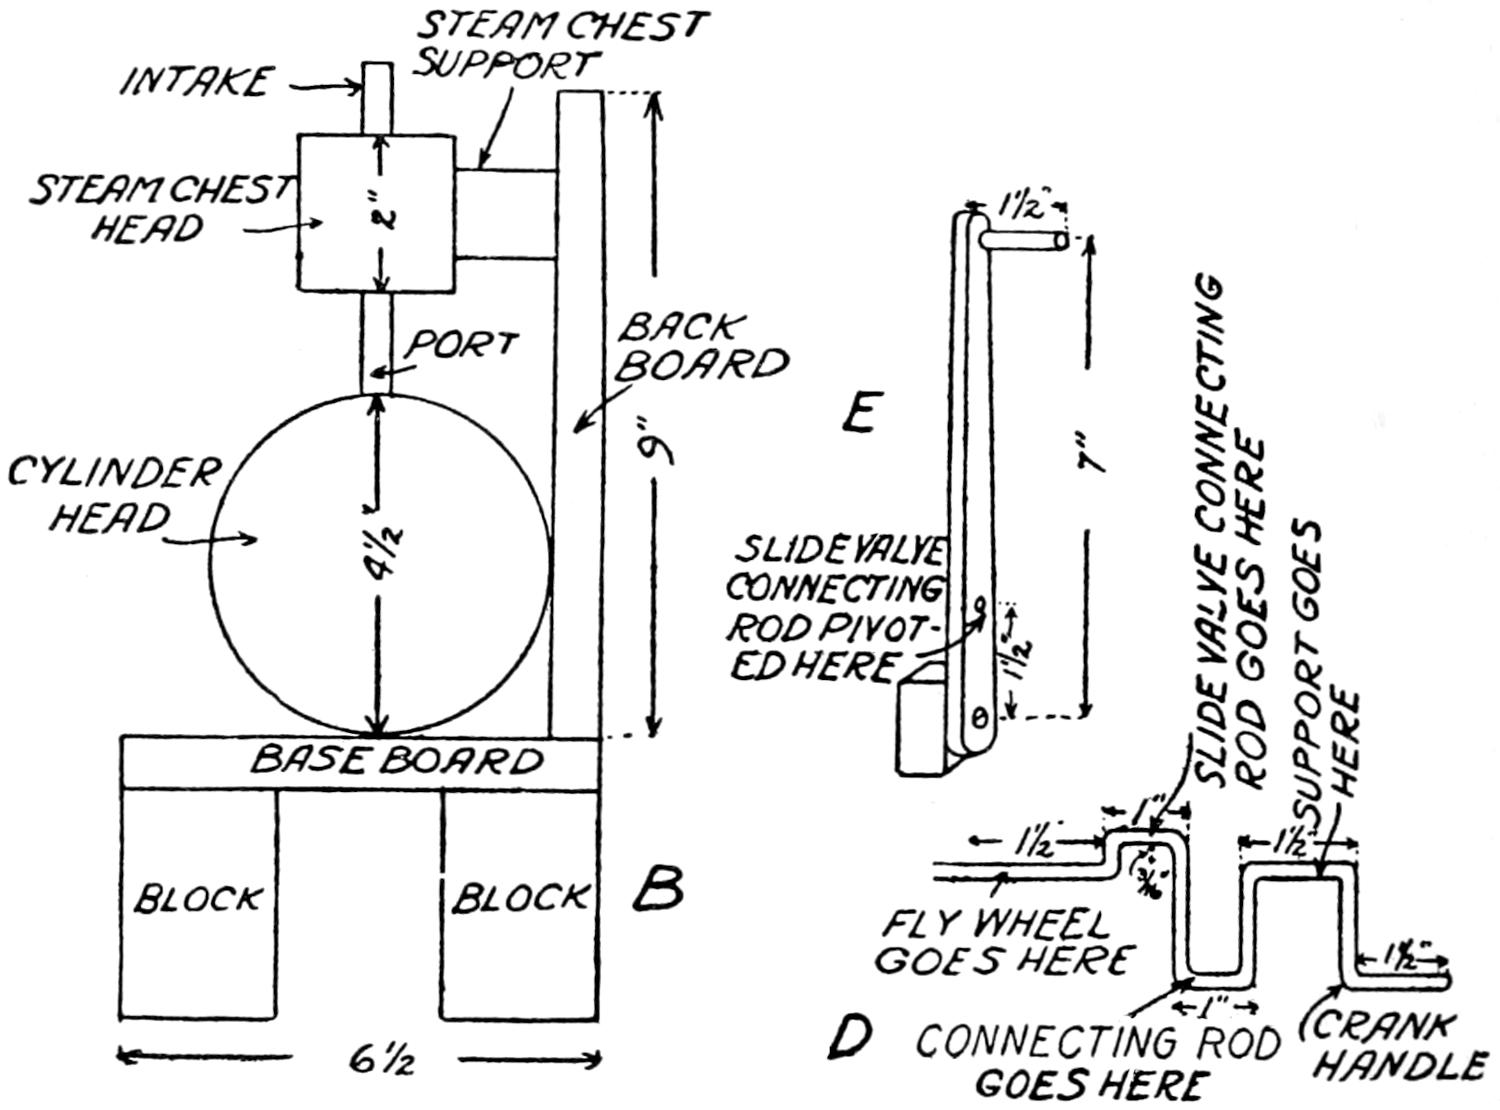 STEAM CHEST
SUPPORT
INTAKE
STEAM CHEST
HEAD
2"
PORT
BACK
BOARD
9"
CYLINDER
HEAD
4½"
BASE BOARD
BLOCK
BLOCK
B
6½
1½"
E
7"
SLIDE VALVE
CONNECTING
ROD PIVOT-
ED HERE
1½"
SLIDE VALVE CONNECTING
ROD GOES HERE
SUPPORT GOES
HERE
1"
1½"
1½"
3/16"
FLY WHEEL
GOES HERE
1½"
1"
D
CONNECTING ROD
GOES HERE
CRANK
HANDLE